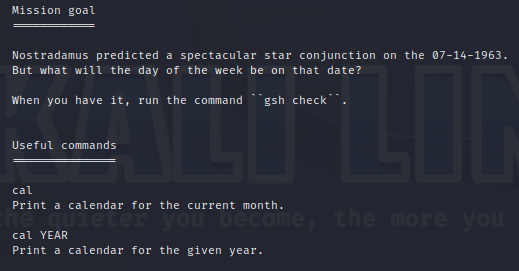 Mission goal
============
Nostradamus predicted a spectacular star conjunction on the 07-14-1963.
But what will the day of the week be on that date?
When you have it, run the command ``gsh check``.
Useful commands
===============
cal
Print a calendar for the current month.
cal YEAR
Print a calendar for the given year.
KALI LIN
the quieter you become, the more you